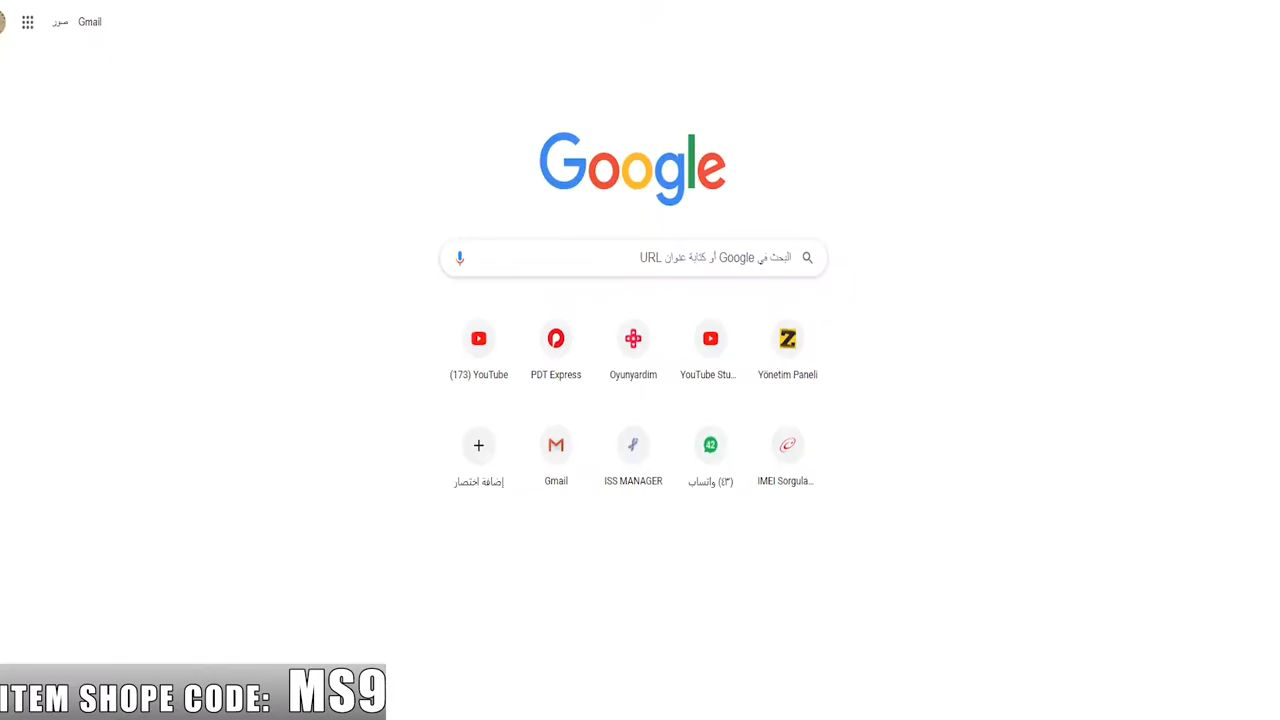 صور Gmail
Google
البحث في Google أو كتابة عنوان URL
(173) YouTube
PDT Express
Oyunyardim
YouTube Stu...
Yönetim Paneli
42
إضافة اختصار
Gmail
ISS MANAGER
(٤٣) واتساب
IMEI Sorgula...
ITEM SHOPE CODE: MS9